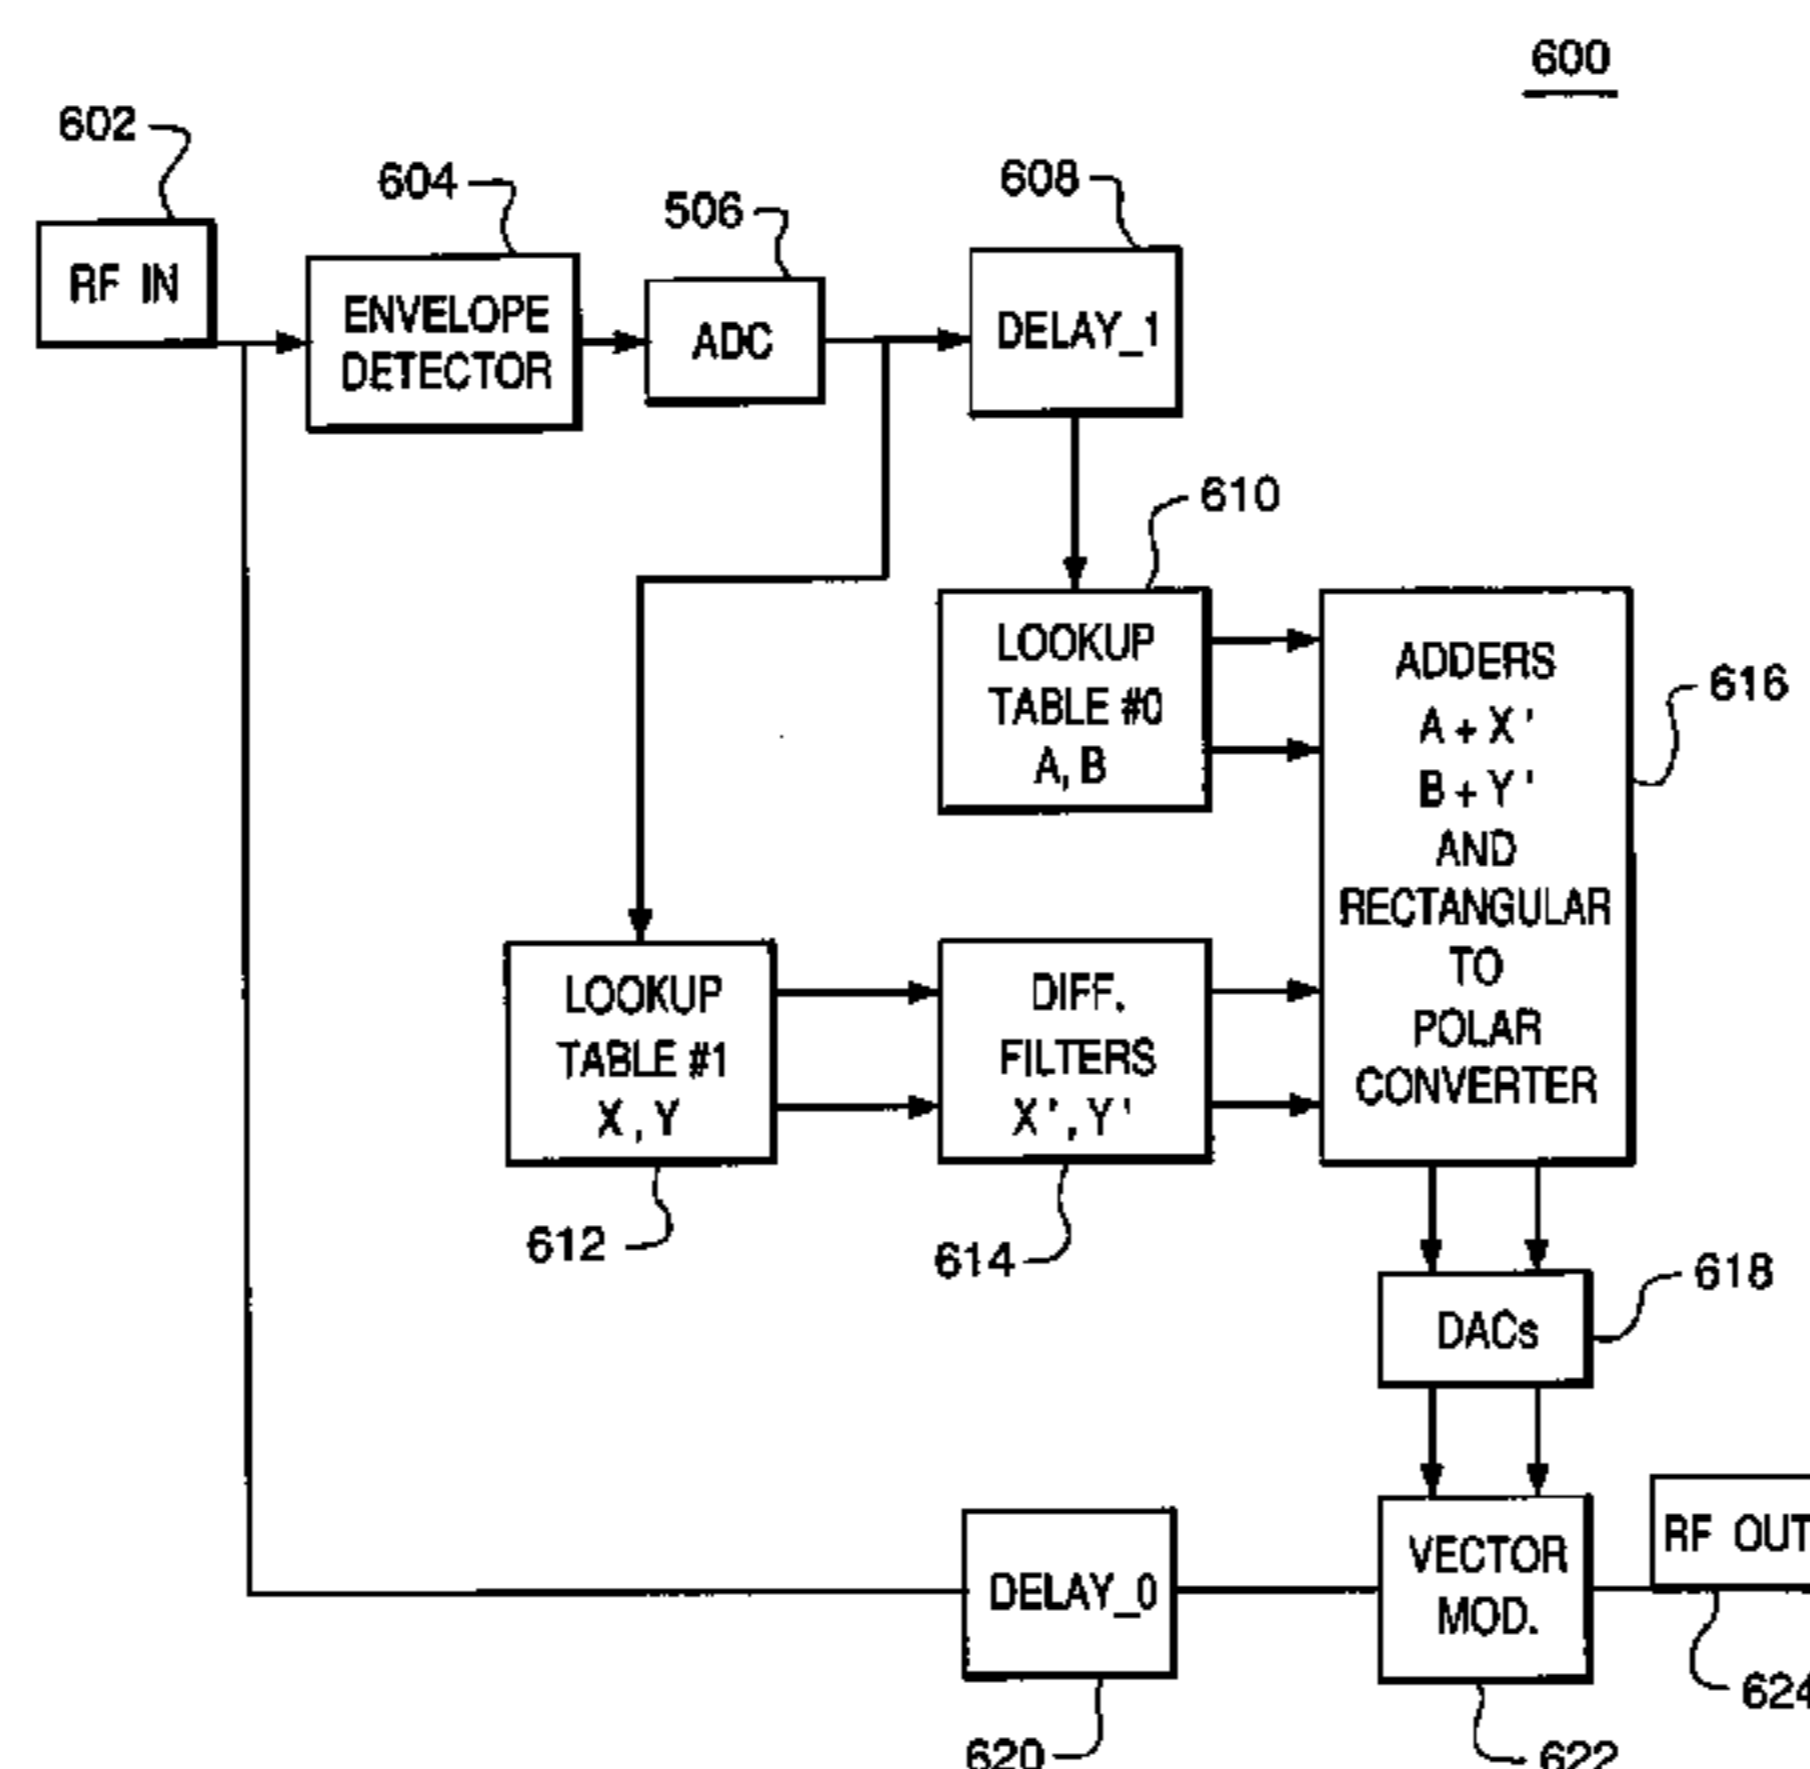 600
602
604
506
608
RF IN
ENVELOPE
DETECTOR
ADC
DELAY_1
610
LOOKUP
TABLE #0
A, B
ADDERS
A + X'
B + Y'
AND
RECTANGULAR
TO
POLAR
CONVERTER
616
LOOKUP
TABLE #1
X, Y
DIFF.
FILTERS
X', Y'
612
614
DACs
618
DELAY_0
VECTOR
MOD.
RF OUT
624
620
622